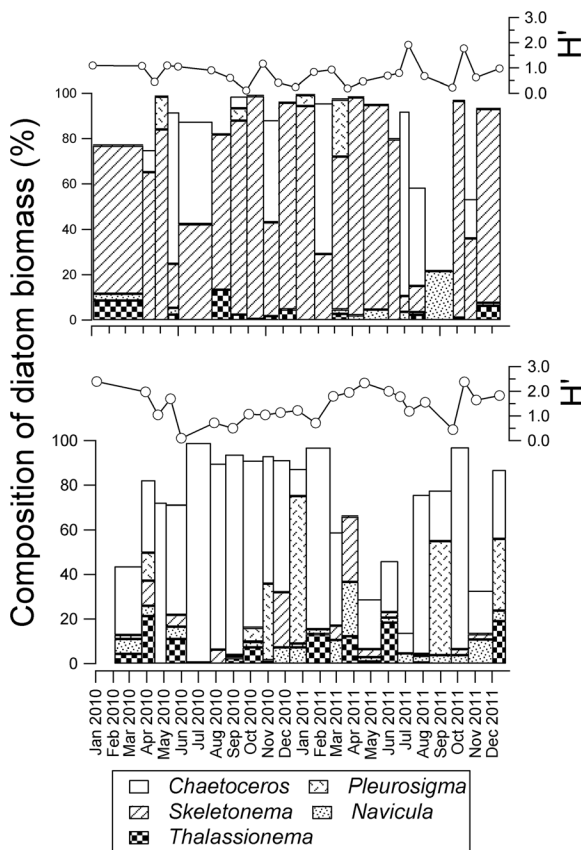 3.0
2.0
1.0
0.0
H'
100
80
60
40
20
0
Composition of diatom biomass (%)
3.0
2.0
1.0
0.0
H'
100
80
60
40
20
0
Jan 2010
Feb 2010
Mar 2010
Apr 2010
May 2010
Jun 2010
Jul 2010
Aug 2010
Sep 2010
Oct 2010
Nov 2010
Dec 2010
Jan 2011
Feb 2011
Mar 2011
Apr 2011
May 2011
Jun 2011
Jul 2011
Aug 2011
Sep 2011
Oct 2011
Nov 2011
Dec 2011
Chaetoceros Pleurosigma
Skeletonema Navicula
Thalassionema